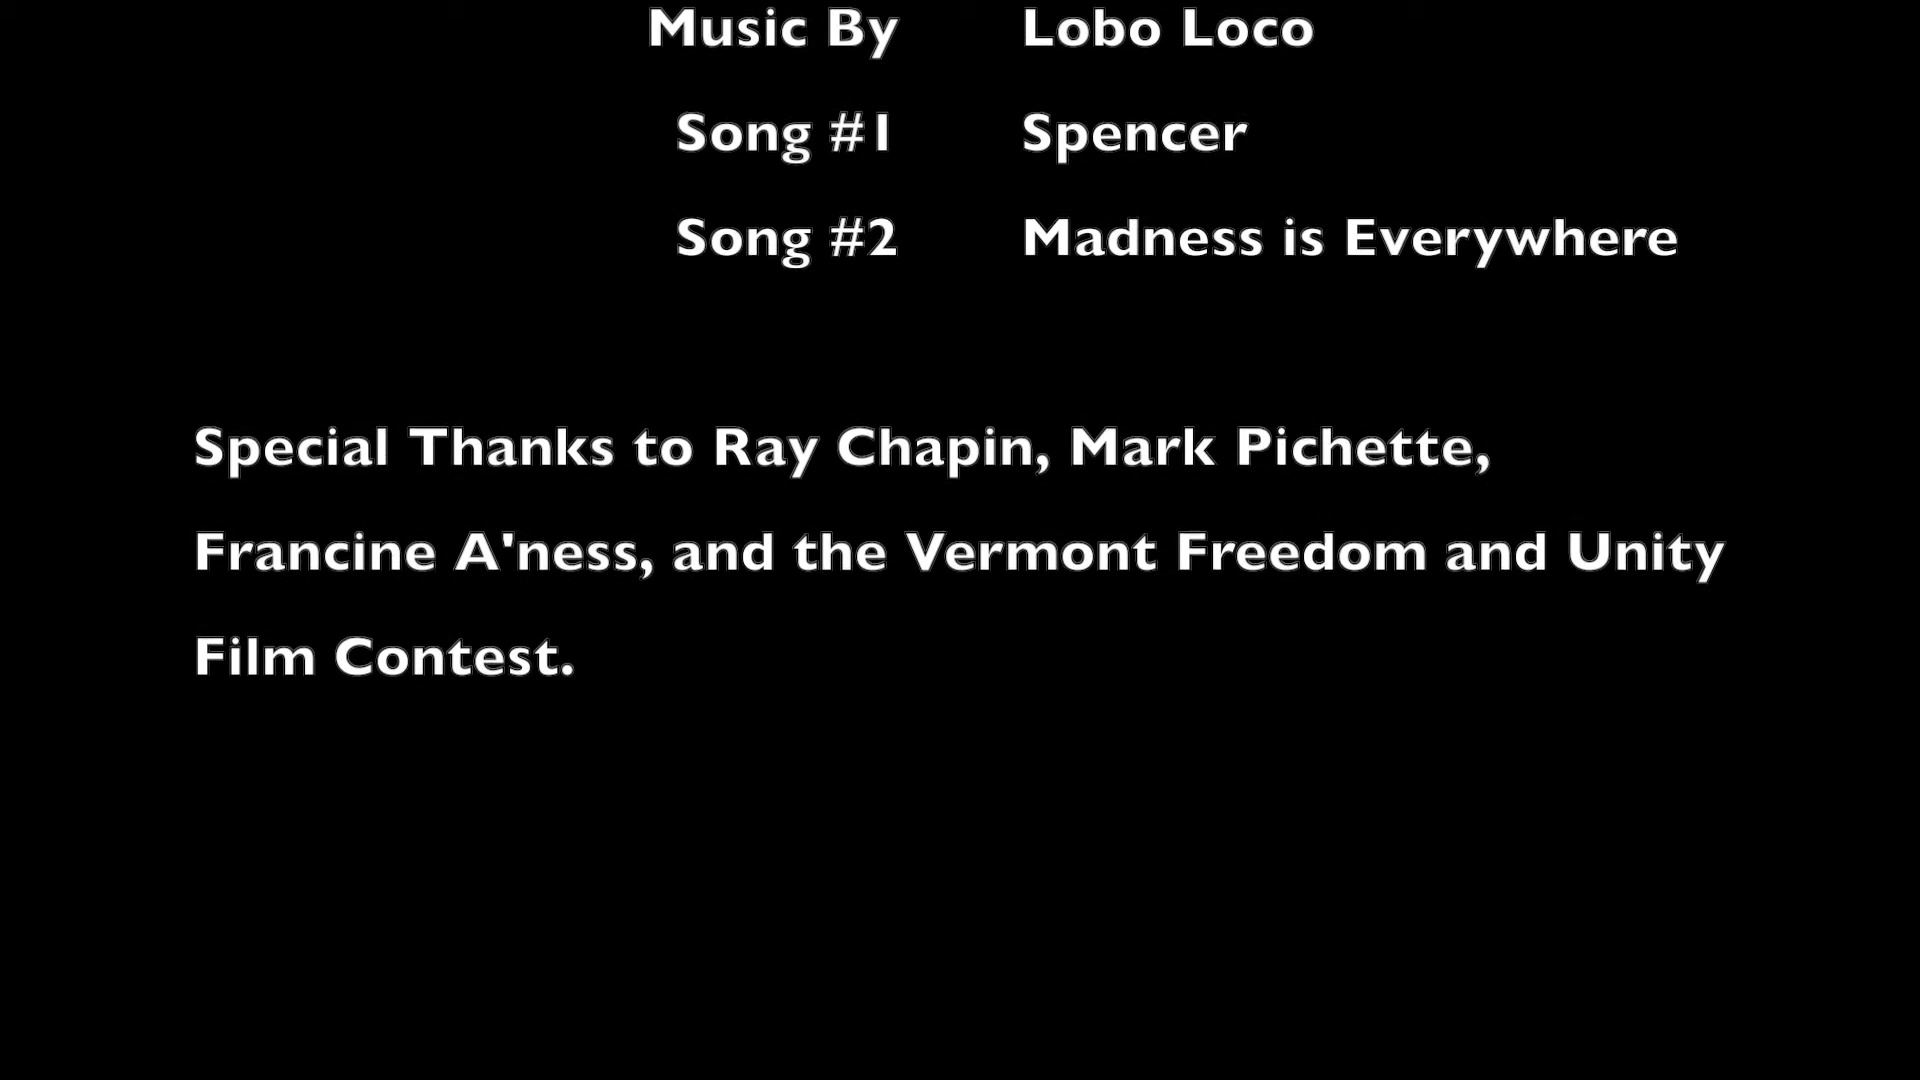 Music By Lobo Loco
Song #1 Spencer
Song #2 Madness is Everywhere
Special Thanks to Ray Chapin, Mark Pichette,
Francine A'ness, and the Vermont Freedom and Unity
Film Contest.